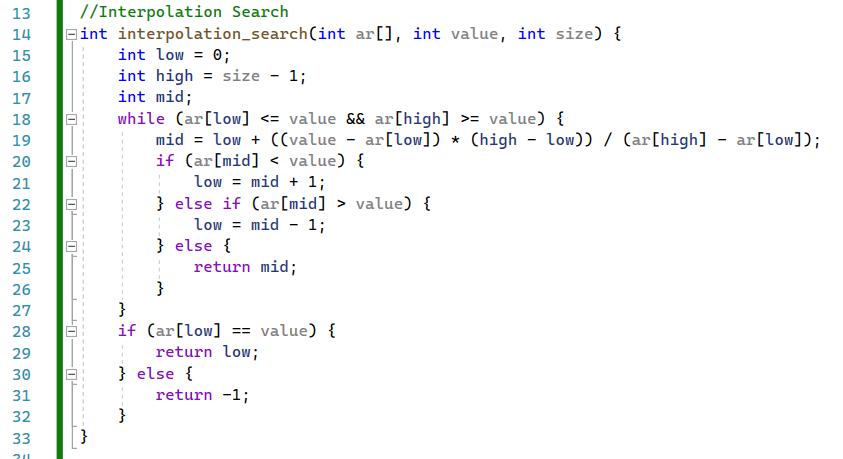 13 //Interpolation Search
14 int interpolation_search(int ar[], int value, int size) {
15 int low = 0;
16 int high = size - 1;
17 int mid;
18 while (ar[low] <= value && ar[high] >= value) {
19 mid = low + ((value - ar[low]) * (high - low)) / (ar[high] - ar[low]);
20 if (ar[mid] < value) {
21 low = mid + 1;
22 } else if (ar[mid] > value) {
23 low = mid - 1;
24 } else {
25 return mid;
26 }
27 }
28 if (ar[low] == value) {
29 return low;
30 } else {
31 return -1;
32 }
33 }